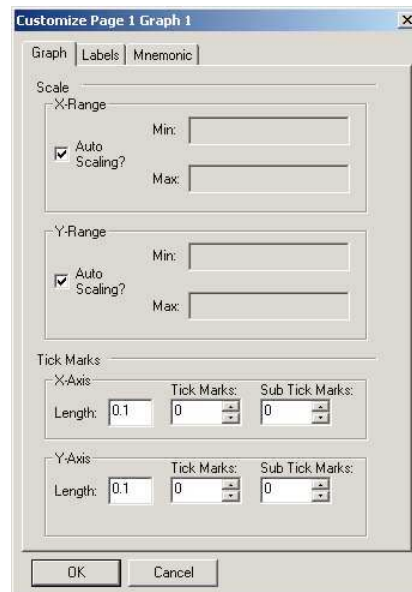 Customize Page 1 Graph 1
Graph Labels Mnemonic
Scale
X-Range
Min:
Auto
Scaling?
Max:
Y-Range
Min:
Auto
Scaling?
Max:
Tick Marks
X-Axis
Tick Marks: Sub Tick Marks:
Length: 0.1 0 0
Y-Axis
Tick Marks: Sub Tick Marks:
Length: 0.1 0 0
OK Cancel